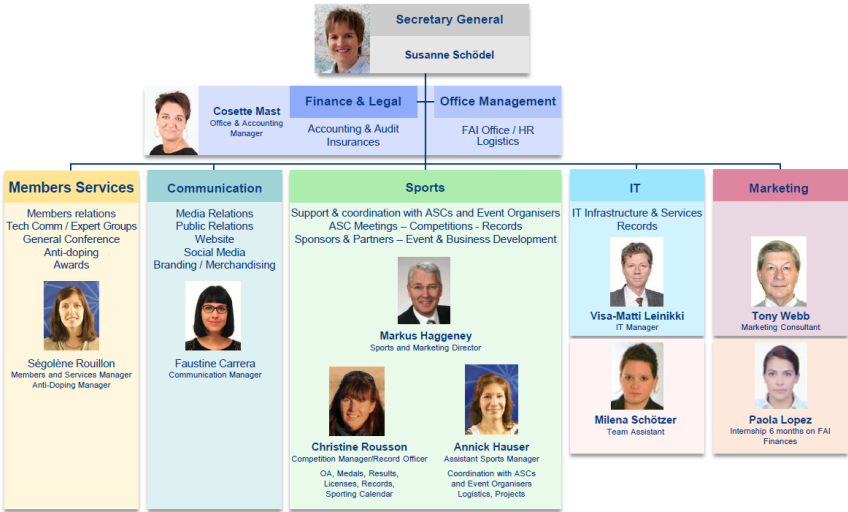 Secretary General
Susanne Schödel
Cosette Mast
Office & Accounting
Manager
Finance & Legal
Accounting & Audit
Insurances
Office Management
FAI Office / HR
Logistics
Members Services
Members relations
Tech Comm / Expert Groups
General Conference
Anti-doping
Awards
Ségolène Rouillon
Members and Services Manager
Anti-Doping Manager
Communication
Media Relations
Public Relations
Website
Social Media
Branding / Merchandising
Faustine Carrera
Communication Manager
Sports
Support & coordination with ASCs and Event Organisers
ASC Meetings – Competitions - Records
Sponsors & Partners – Event & Business Development
Markus Haggeney
Sports and Marketing Director
Christine Rousson
Competition Manager/Record Officer
OA, Medals, Results,
Licenses, Records,
Sporting Calendar
Annick Hauser
Assistant Sports Manager
Coordination with ASCs
and Event Organisers
Logistics, Projects
IT
IT Infrastructure & Services
Records
Visa-Matti Leinikki
IT Manager
Milena Schötzer
Team Assistant
Marketing
Tony Webb
Marketing Consultant
Paola Lopez
Internship 6 months on FAI
Finances